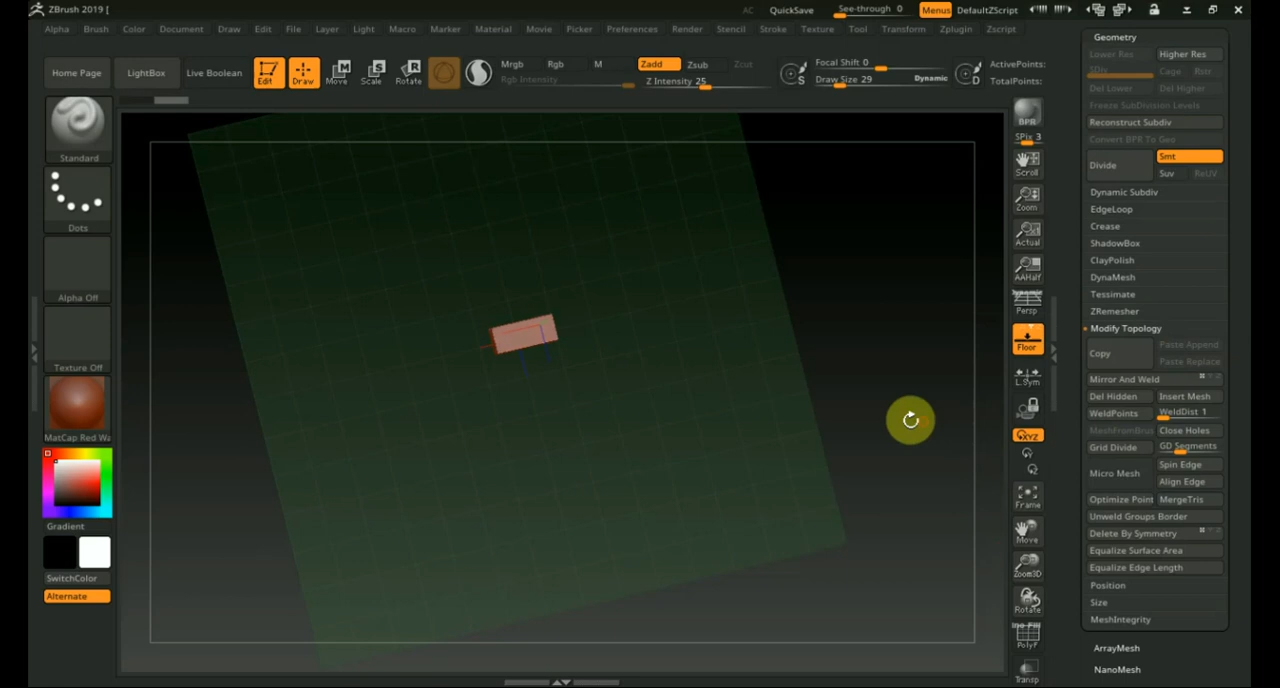 ZBrush 2019 [
AC QuickSave See-through 0 Menus DefaultZScript
Alpha Brush Color Document Draw Edit File Layer Light Macro Marker Material Movie Picker Preferences Render Stencil Stroke Texture Tool Transform Zplugin Zscript
Home Page LightBox Live Boolean Edit Draw Move Scale Rotate
Mrgb Rgb M Zadd Zsub Zcut
Rgb Intensity Z Intensity 25
Focal Shift 0 ActivePoints:
Draw Size 29 Dynamic TotalPoints:
S D
Standard
Dots
Alpha Off
Texture Off
MatCap Red Wa
Gradient
SwitchColor
Alternate
BPR
SPix 3
Scroll
Zoom
Actual
AAHalf
Dynamic
Persp
Floor
L.Sym
XYZ
Frame
Move
Zoom3D
Rotate
PolyF
Transp
Geometry
Lower Res Higher Res
SDiv Cage Rstr
Del Lower Del Higher
Freeze SubDivision Levels
Reconstruct Subdiv
Convert BPR To Geo
Divide Smt
Suv ReUV
Dynamic Subdiv
EdgeLoop
Crease
ShadowBox
ClayPolish
DynaMesh
Tessimate
ZRemesher
Modify Topology
Copy Paste Append
Paste Replace
Mirror And Weld
Del Hidden Insert Mesh
WeldPoints WeldDist 1
MeshFromBrus Close Holes
Grid Divide GD Segments
Micro Mesh Spin Edge
Align Edge
Optimize Point MergeTris
Unweld Groups Border
Delete By Symmetry
Equalize Surface Area
Equalize Edge Length
Position
Size
MeshIntegrity
ArrayMesh
NanoMesh